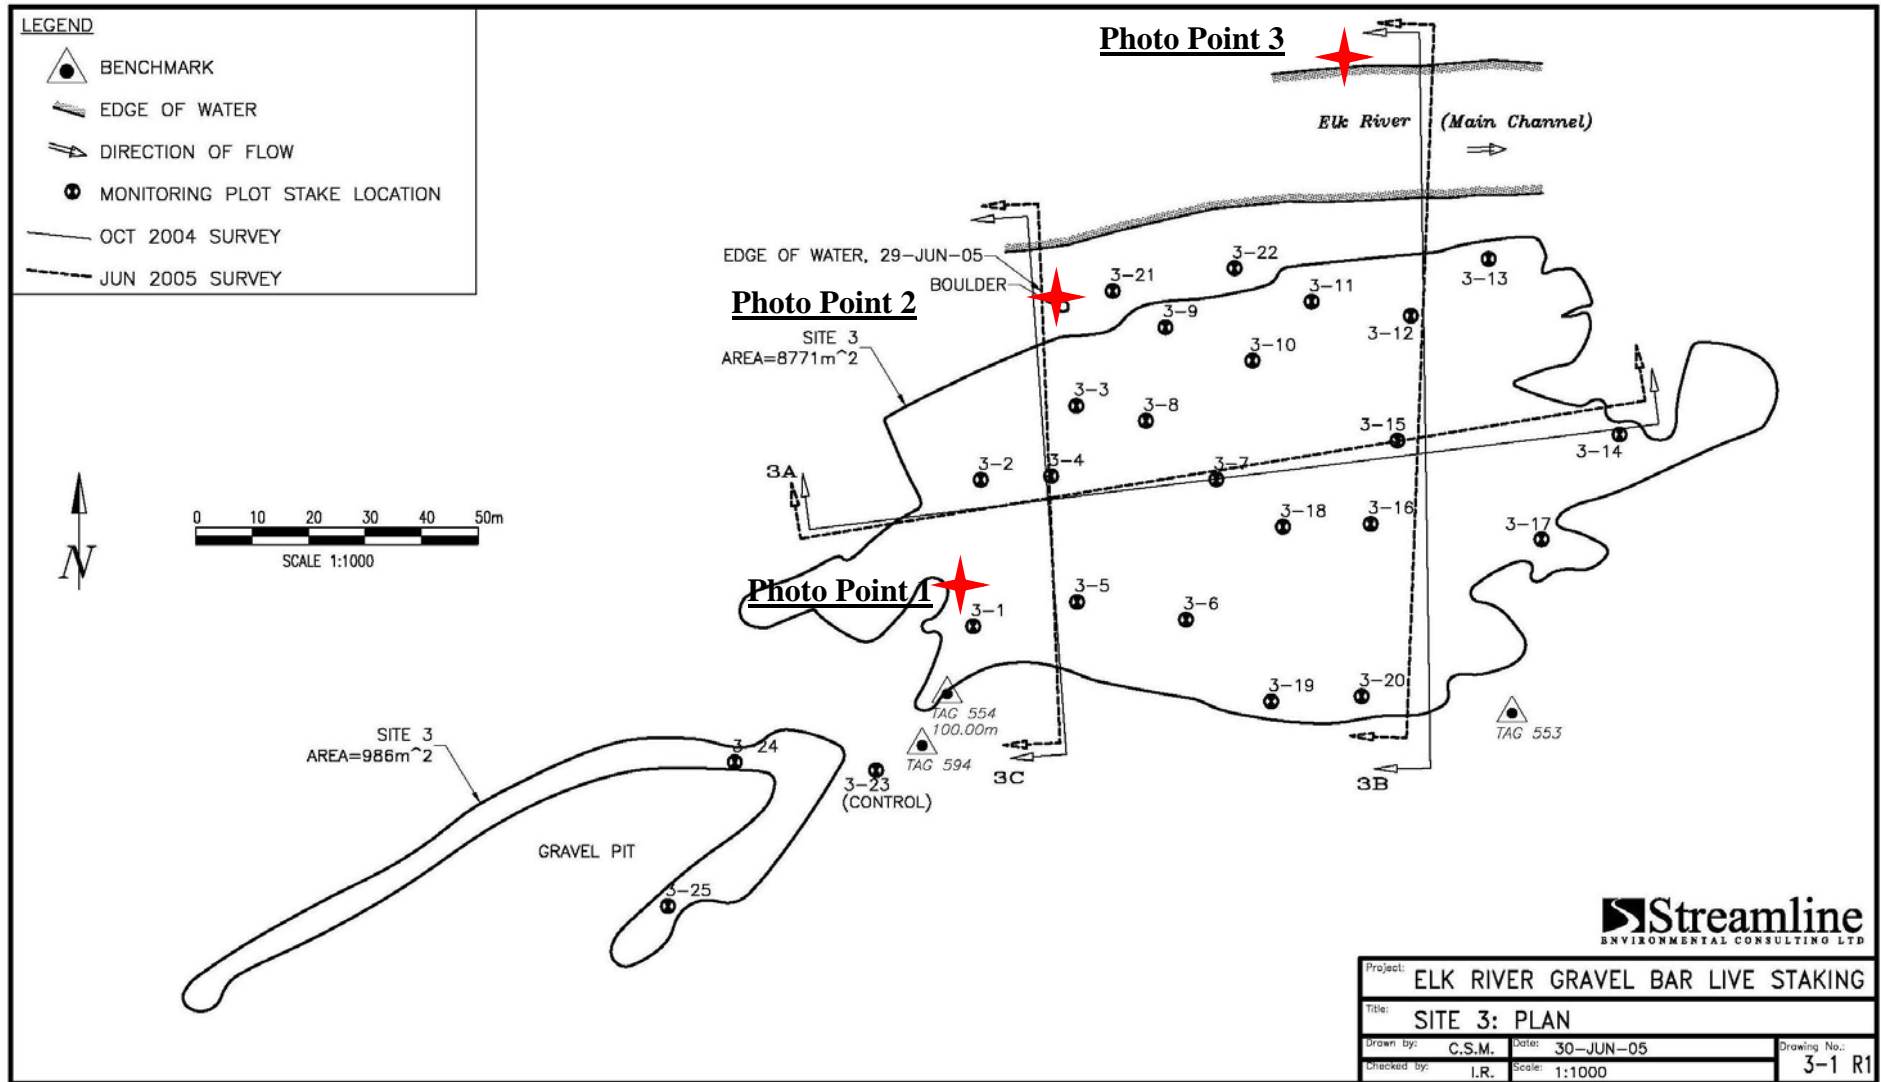 LEGEND
BENCHMARK
EDGE OF WATER
DIRECTION OF FLOW
MONITORING PLOT STAKE LOCATION
OCT 2004 SURVEY
JUN 2005 SURVEY
Photo Point 3
Elk River (Main Channel)
EDGE OF WATER, 29-JUN-05
BOULDER
Photo Point 2
SITE 3
AREA=8771m^2
3-22
3-21
3-13
3-11
3-9
3-12
3-10
3-3
3-8
3-15
3-14
3A
3-2
3-4
3-7
3-18
3-16
3-17
N
0 10 20 30 40 50m
SCALE 1:1000
Photo Point 1
3-1
3-5
3-6
3-19
3-20
TAG 554
100.00m
TAG 594
TAG 553
3C
3B
SITE 3
AREA=986m^2
3-24
3-23
(CONTROL)
GRAVEL PIT
3-25
Streamline
ENVIRONMENTAL CONSULTING LTD
Project: ELK RIVER GRAVEL BAR LIVE STAKING
Title: SITE 3: PLAN
Drawn by: C.S.M. Date: 30-JUN-05
Checked by: I.R. Scale: 1:1000
Drawing No.: 3-1 R1